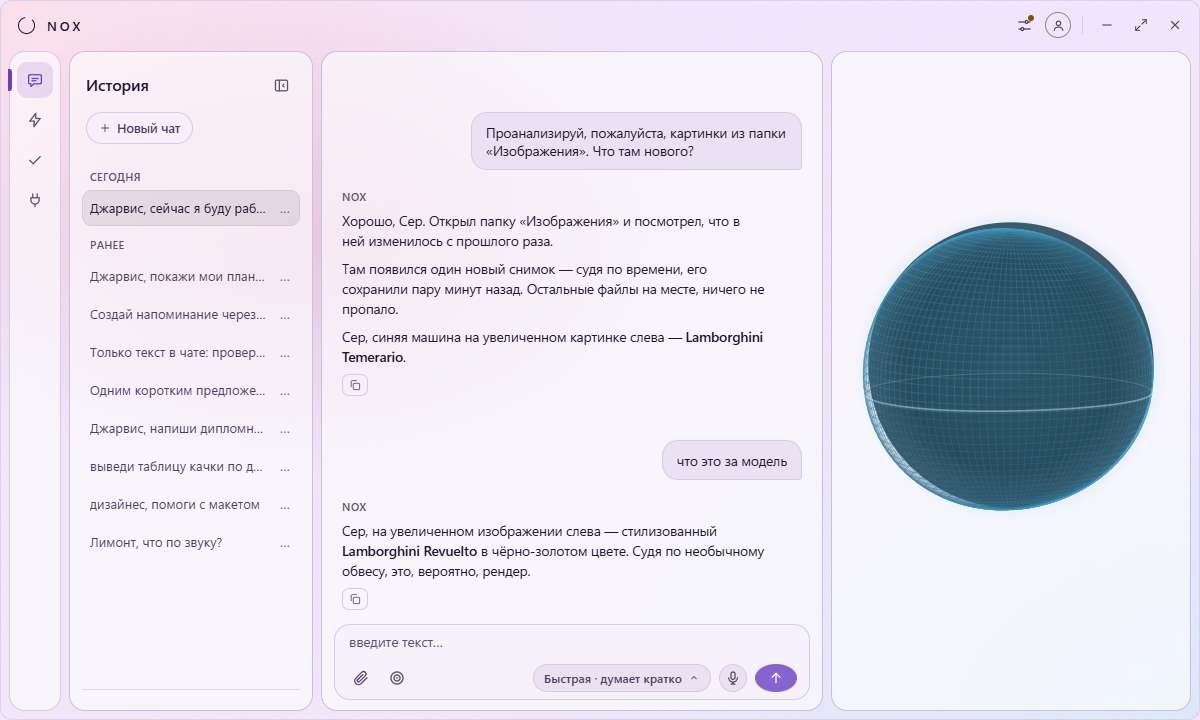 NOX
История
Новый чат
СЕГОДНЯ
Джарвис, сейчас я буду раб...
РАНЕЕ
Джарвис, покажи мои план...
Создай напоминание через...
Только текст в чате: провер...
Одним коротким предложе...
Джарвис, напиши дипломн...
выведи таблицу качки по д...
дизайнес, помоги с макетом
Лимонт, что по звуку?
Проанализируй, пожалуйста, картинки из папки
«Изображения». Что там нового?
NOX
Хорошо, Сер. Открыл папку «Изображения» и посмотрел, что в
ней изменилось с прошлого раза.
Там появился один новый снимок — судя по времени, его
сохранили пару минут назад. Остальные файлы на месте, ничего не
пропало.
Сер, синяя машина на увеличенном картинке слева — Lamborghini
Temerario.
что это за модель
NOX
Сер, на увеличенном изображении слева — стилизованный
Lamborghini Revuelto в чёрно-золотом цвете. Судя по необычному
обвесу, это, вероятно, рендер.
введите текст...
Быстрая · думает кратко